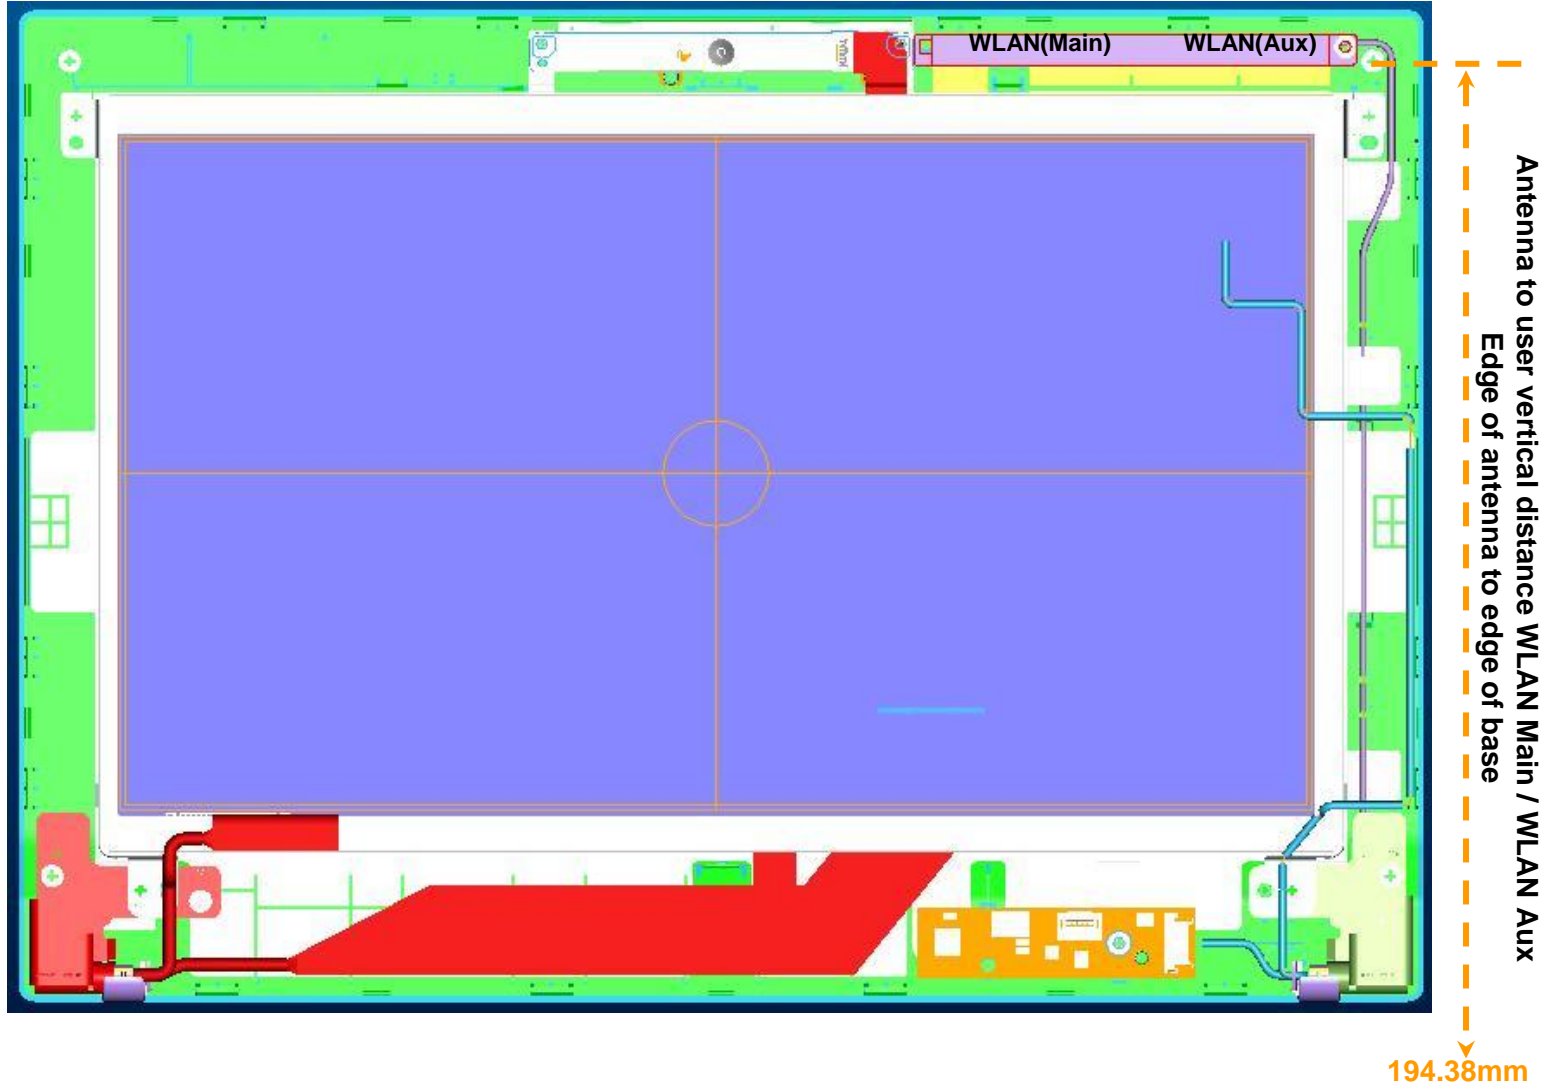 WLAN(Main) WLAN(Aux)
Antenna to user vertical distance WLAN Main / WLAN Aux
Edge of antenna to edge of base
194.38mm